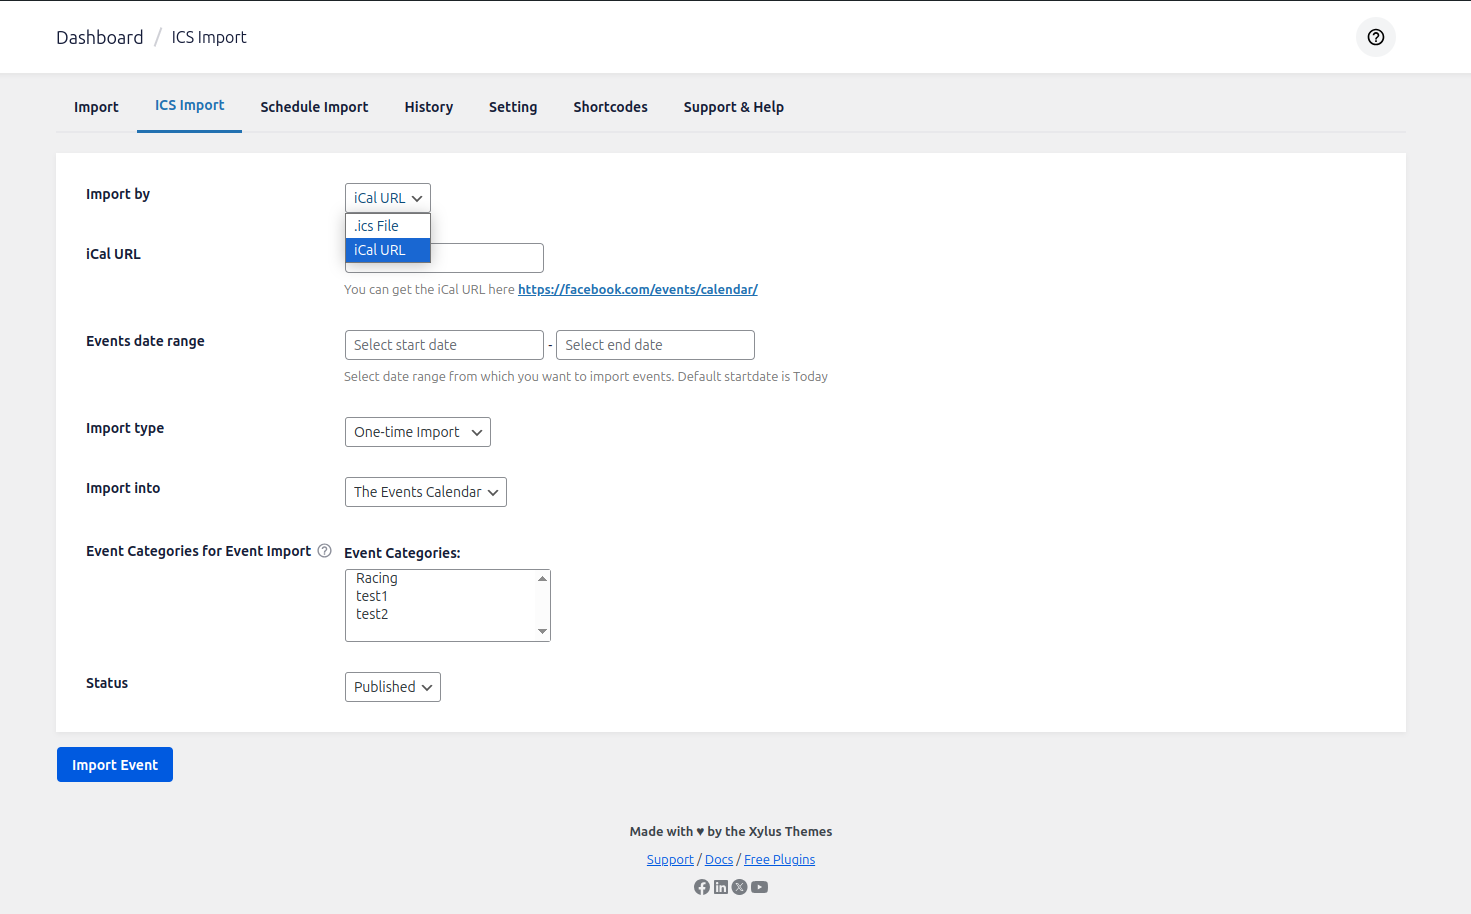 Dashboard / ICS Import
Import
ICS Import
Schedule Import
History
Setting
Shortcodes
Support & Help
Import by
iCal URL
.ics File
iCal URL
iCal URL
You can get the iCal URL here https://facebook.com/events/calendar/
Events date range
Select start date - Select end date
Select date range from which you want to import events. Default startdate is Today
Import type
One-time Import
Import into
The Events Calendar
Event Categories for Event Import ?
Event Categories:
Racing
test1
test2
Status
Published
Import Event
Made with ♥ by the Xylus Themes
Support / Docs / Free Plugins